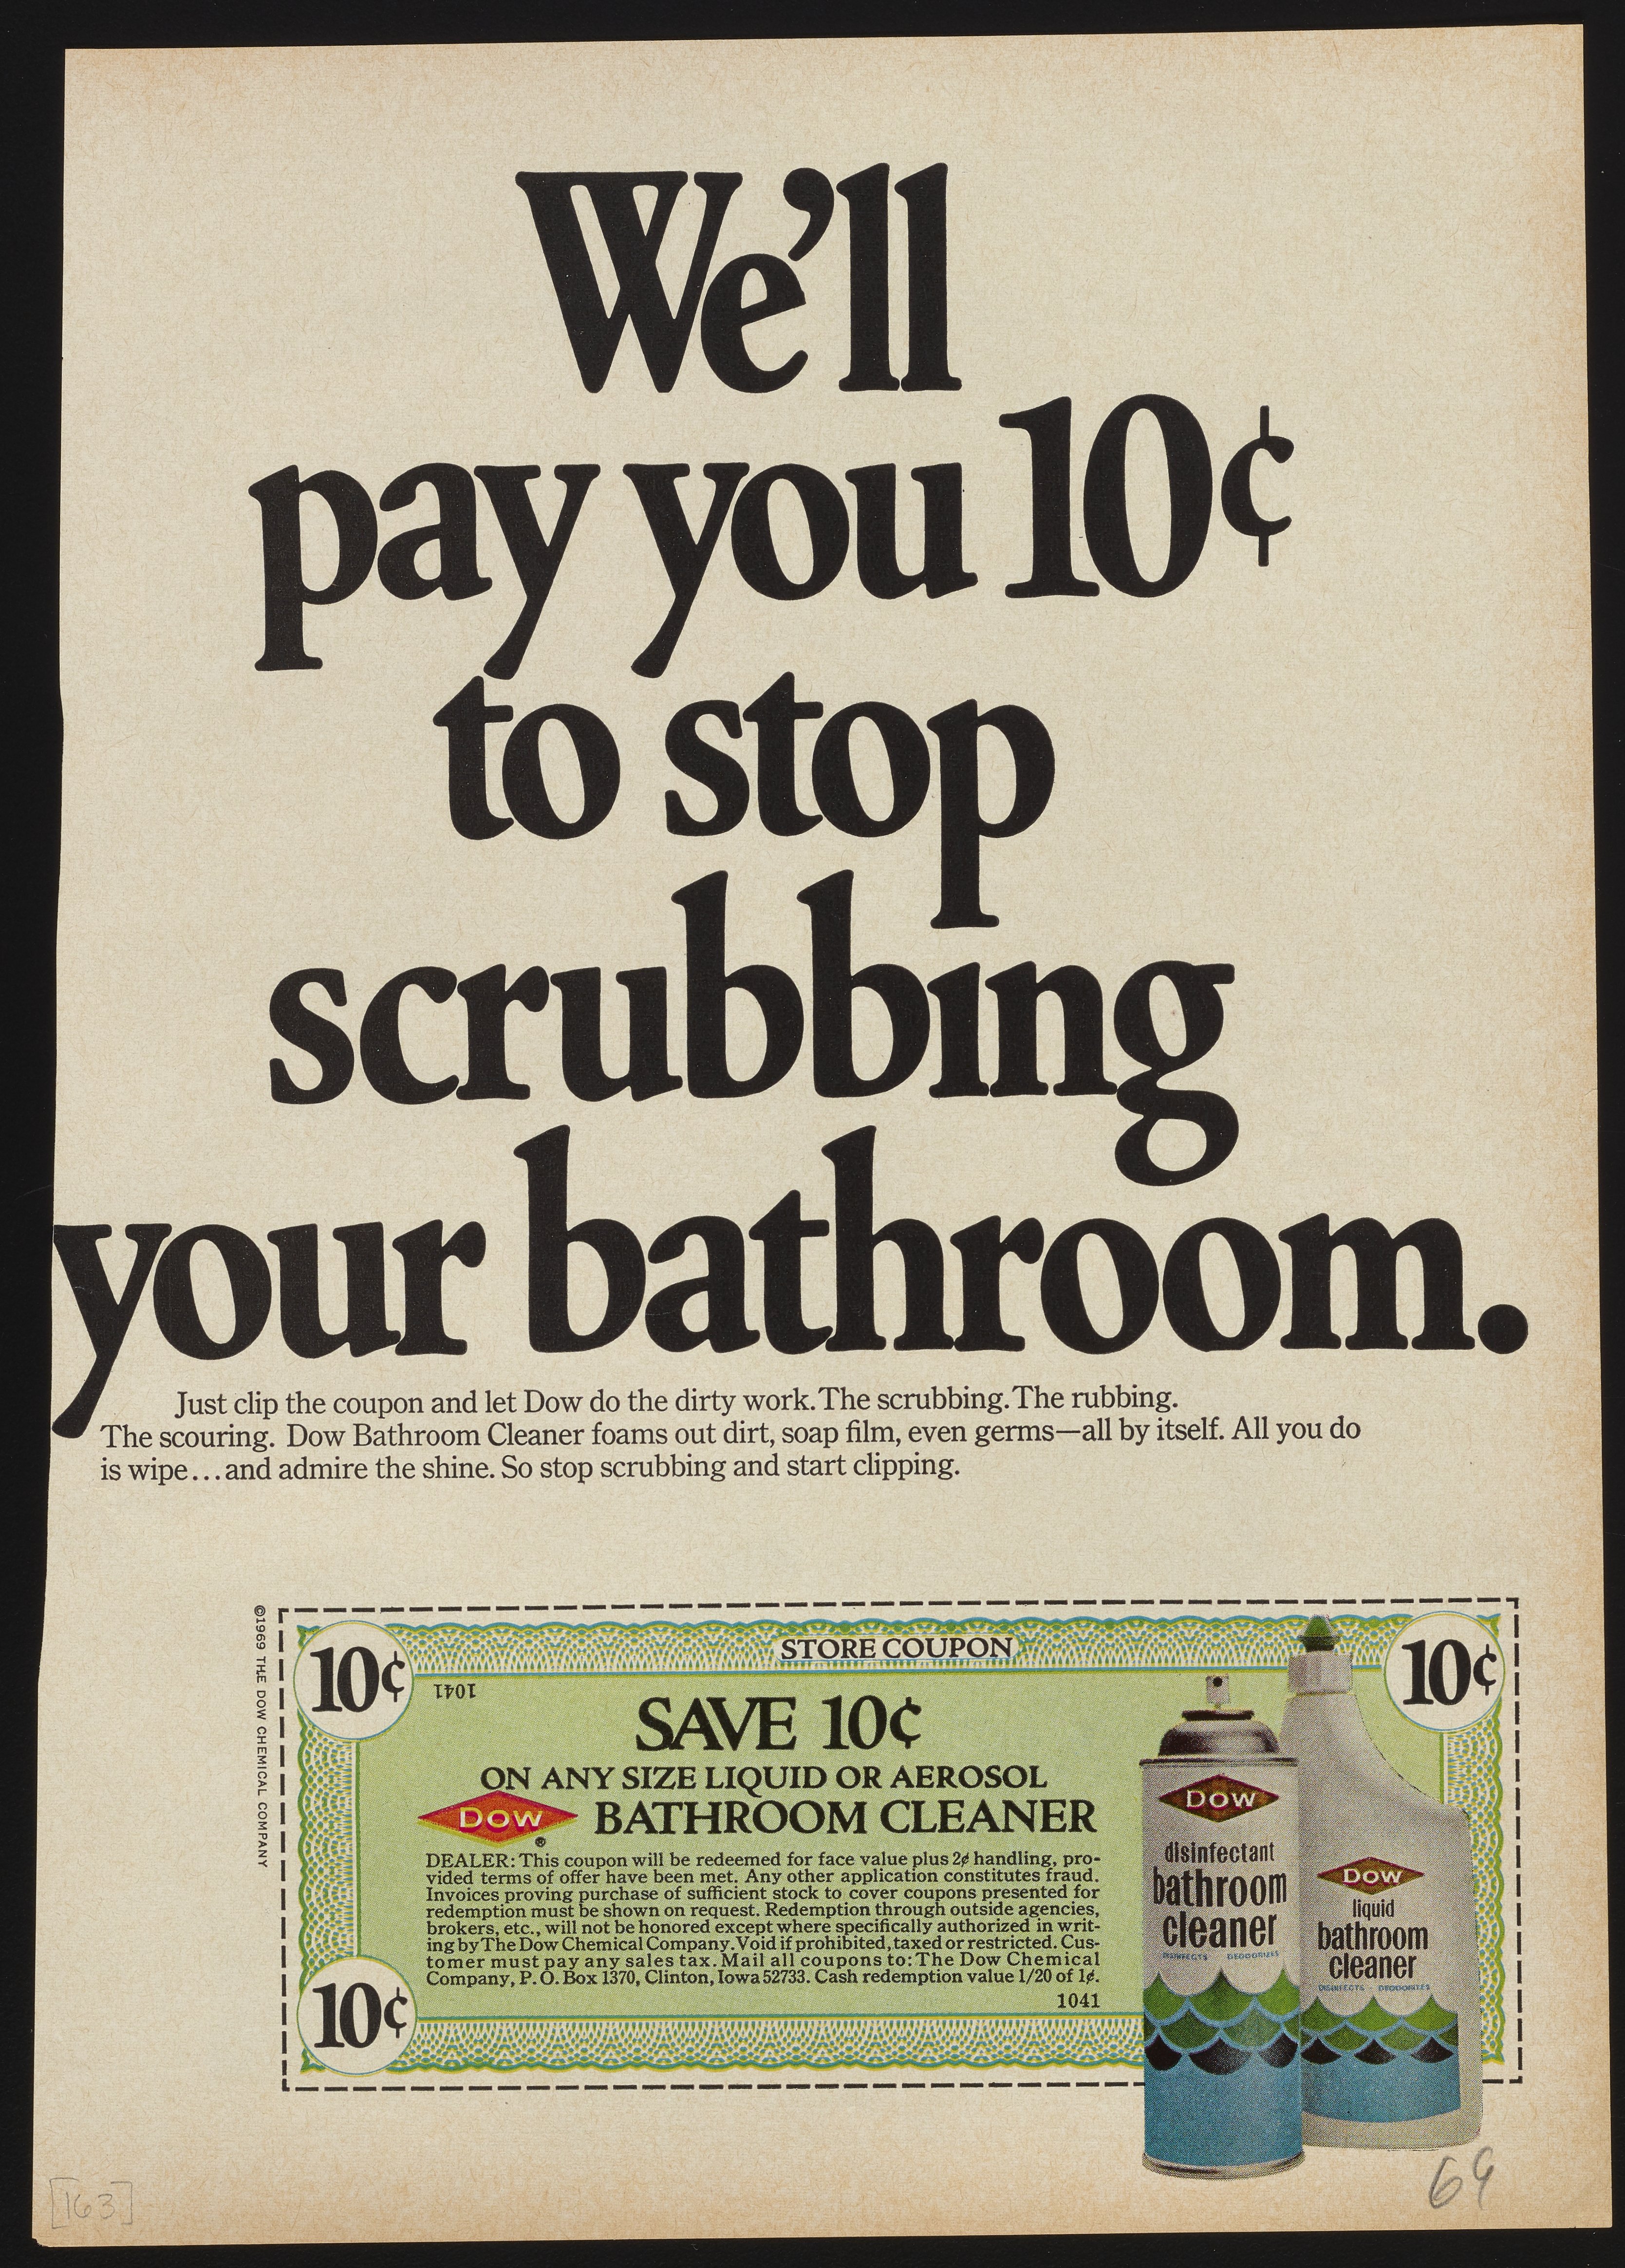 We'll
pay you 10¢
to stop
scrubbing
your bathroom.
Just clip the coupon and let Dow do the dirty work. The scrubbing. The rubbing.
The scouring. Dow Bathroom Cleaner foams out dirt, soap film, even germs—all by itself. All you do
is wipe...and admire the shine. So stop scrubbing and start clipping.
©1969 THE DOW CHEMICAL COMPANY
STORE COUPON
10¢
10¢
1041
SAVE 10¢
ON ANY SIZE LIQUID OR AEROSOL
DOW® BATHROOM CLEANER
DEALER: This coupon will be redeemed for face value plus 2¢ handling, pro-
vided terms of offer have been met. Any other application constitutes fraud.
Invoices proving purchase of sufficient stock to cover coupons presented for
redemption must be shown on request. Redemption through outside agencies,
brokers, etc., will not be honored except where specifically authorized in writ-
ing by The Dow Chemical Company. Void if prohibited, taxed or restricted. Cus-
tomer must pay any sales tax. Mail all coupons to: The Dow Chemical
Company, P. O. Box 1370, Clinton, Iowa 52733. Cash redemption value 1/20 of 1¢.
1041
10¢
DOW
disinfectant
bathroom
cleaner
DISINFECTS DEODORIZES
DOW
liquid
bathroom
cleaner
DISINFECTS · DEODORIZES
[163]
69